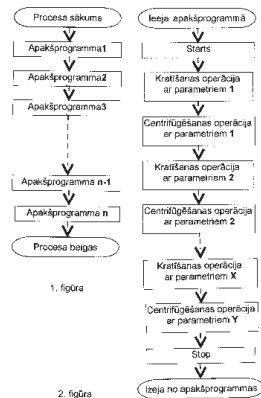 Procesa sākums
Apakšprogramma1
Apakšprogramma2
Apakšprogramma3
Apakšprogramma n-1
Apakšprogramma n
Procesa beigas
1. figūra
Ieeja apakšprogrammā
Starts
Kratīšanas operācija
ar parametriem 1
Centrifūgēšanas operācija
ar parametriem 1
Kratīšanas operācija
ar parametriem 2
Centrifūgēšanas operācija
ar parametriem 2
Kratīšanas operācija
ar parametriem X
Centrifūgēšanas operācija
ar parametriem Y
Stop
Izeja no apakšprogrammas
2. figūra